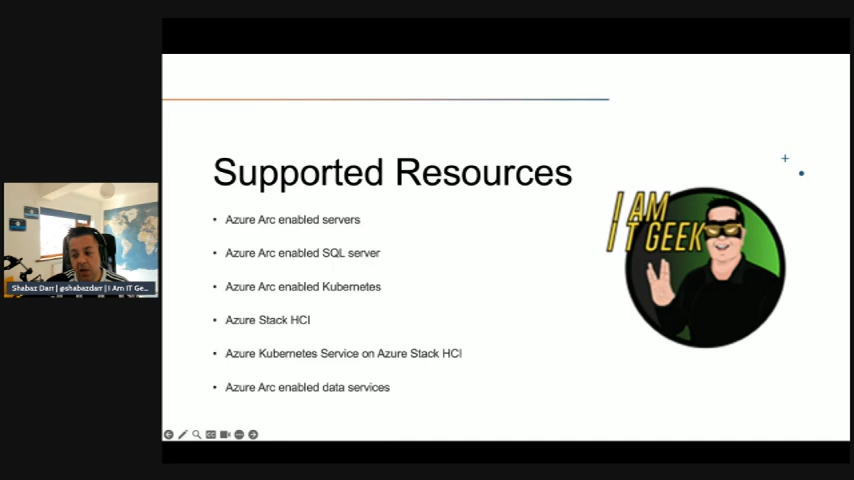 Supported Resources
• Azure Arc enabled servers
• Azure Arc enabled SQL server
• Azure Arc enabled Kubernetes
• Azure Stack HCI
• Azure Kubernetes Service on Azure Stack HCI
• Azure Arc enabled data services
I AM
IT GEEK
Shabaz Darr | @shabazdarr | I Am IT Ge...
CC